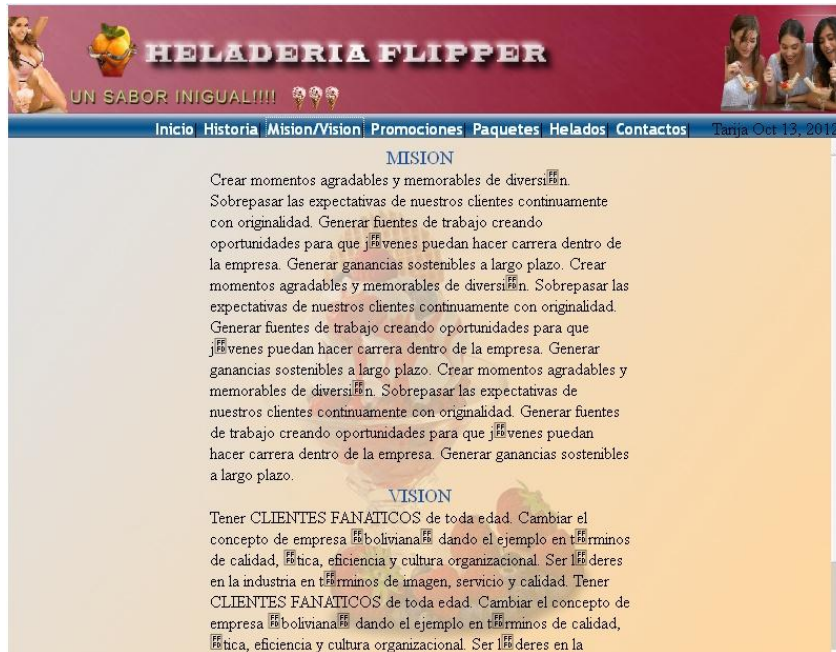 HELADERIA FLIPPER
UN SABOR INIGUAL!!!!
Inicio| Historia| Mision/Vision| Promociones| Paquetes| Helados| Contactos| Tarija Oct 13, 2012
MISION
Crear momentos agradables y memorables de diversi�n.
Sobrepasar las expectativas de nuestros clientes continuamente
con originalidad. Generar fuentes de trabajo creando
oportunidades para que j�venes puedan hacer carrera dentro de
la empresa. Generar ganancias sostenibles a largo plazo. Crear
momentos agradables y memorables de diversi�n. Sobrepasar las
expectativas de nuestros clientes continuamente con originalidad.
Generar fuentes de trabajo creando oportunidades para que
j�venes puedan hacer carrera dentro de la empresa. Generar
ganancias sostenibles a largo plazo. Crear momentos agradables y
memorables de diversi�n. Sobrepasar las expectativas de
nuestros clientes continuamente con originalidad. Generar fuentes
de trabajo creando oportunidades para que j�venes puedan
hacer carrera dentro de la empresa. Generar ganancias sostenibles
a largo plazo.
VISION
Tener CLIENTES FANATICOS de toda edad. Cambiar el
concepto de empresa �boliviana� dando el ejemplo en t�rminos
de calidad, �tica, eficiencia y cultura organizacional. Ser l�deres
en la industria en t�rminos de imagen, servicio y calidad. Tener
CLIENTES FANATICOS de toda edad. Cambiar el concepto de
empresa �boliviana� dando el ejemplo en t�rminos de calidad,
�tica, eficiencia y cultura organizacional. Ser l�deres en la